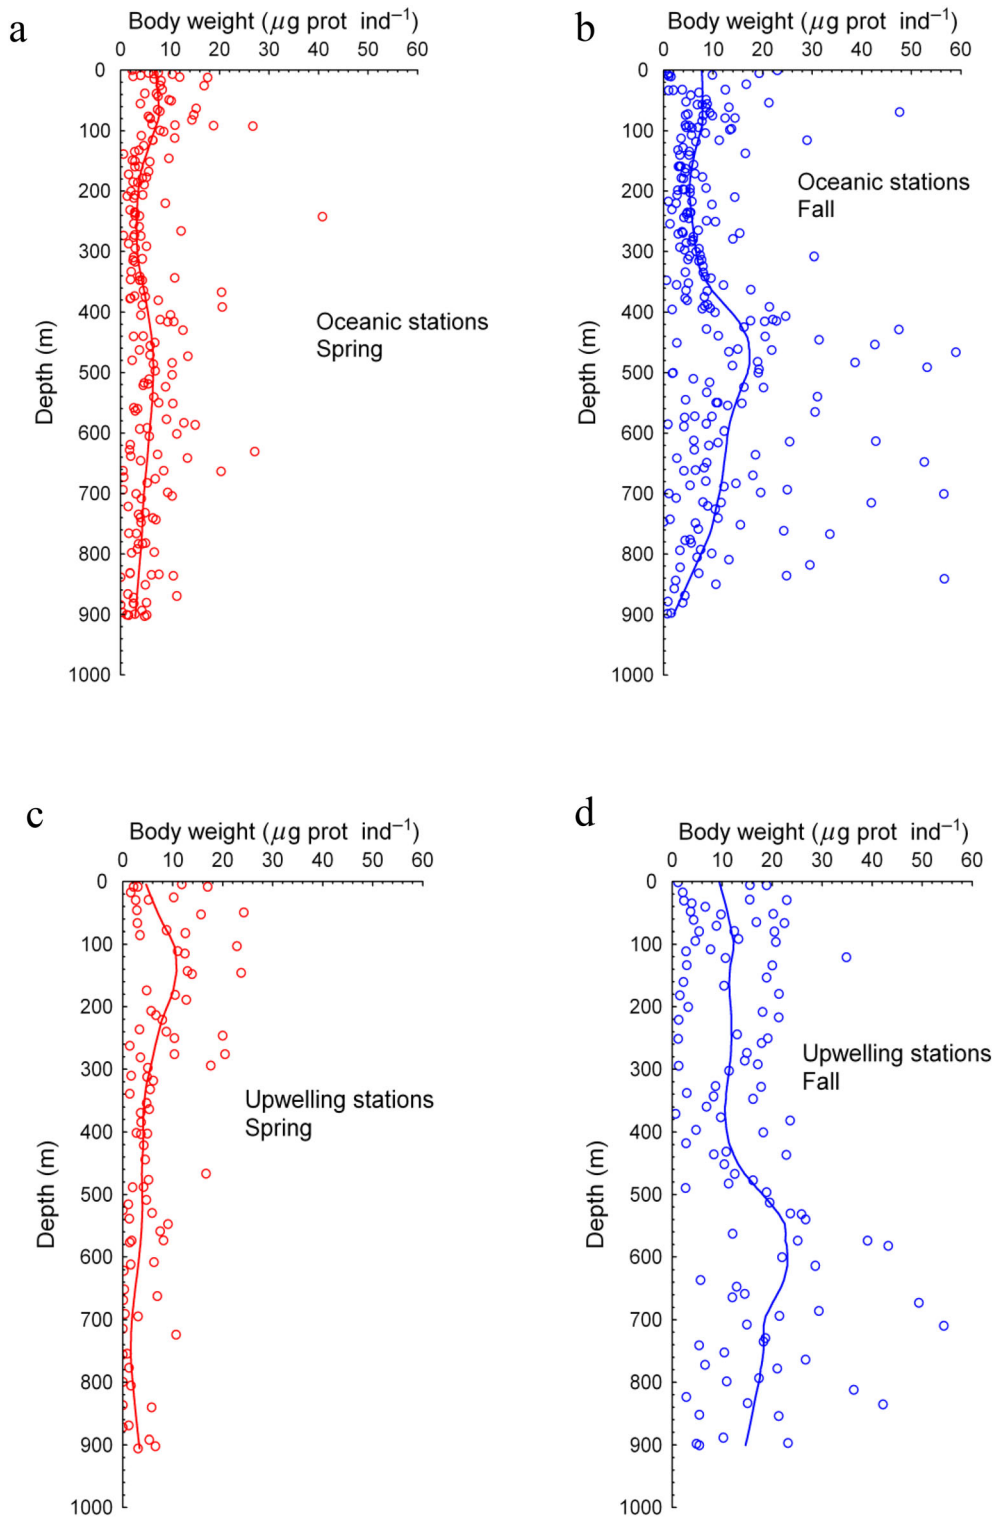 a
Body weight (μg prot ind⁻¹)
0 10 20 30 40 50 60
0
100
200
300
400
500
600
700
800
900
1000
Depth (m)
Oceanic stations
Spring
b
Body weight (μg prot ind⁻¹)
0 10 20 30 40 50 60
0
100
200
300
400
500
600
700
800
900
1000
Depth (m)
Oceanic stations
Fall
c
Body weight (μg prot ind⁻¹)
0 10 20 30 40 50 60
0
100
200
300
400
500
600
700
800
900
1000
Depth (m)
Upwelling stations
Spring
d
Body weight (μg prot ind⁻¹)
0 10 20 30 40 50 60
0
100
200
300
400
500
600
700
800
900
1000
Depth (m)
Upwelling stations
Fall